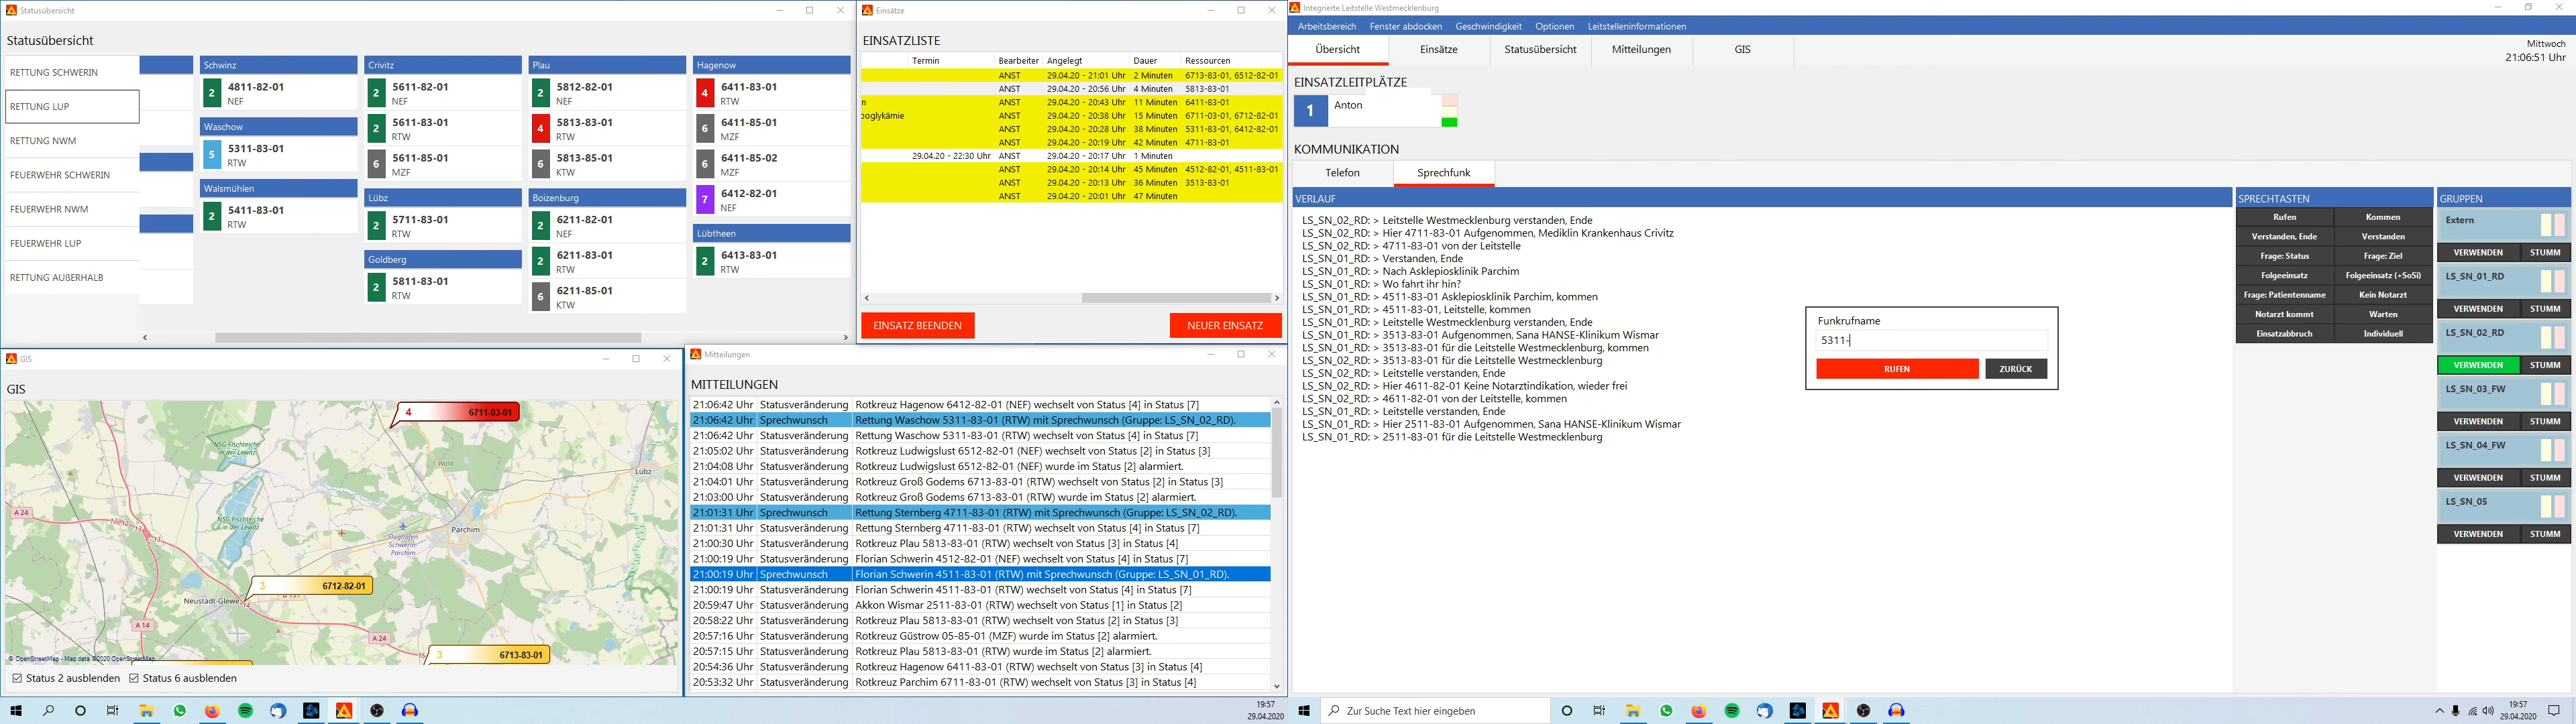 Statusübersicht
Statusübersicht
RETTUNG SCHWERIN
RETTUNG LUP
RETTUNG NWM
FEUERWEHR SCHWERIN
FEUERWEHR NWM
FEUERWEHR LUP
RETTUNG AUßERHALB
Schwinz
2 4811-82-01
NEF
Waschow
5 5311-83-01
RTW
Walsmühlen
2 5411-83-01
RTW
Crivitz
2 5611-82-01
NEF
2 5611-83-01
RTW
6 5611-85-01
MZF
Lübz
2 5711-83-01
RTW
Goldberg
2 5811-83-01
RTW
Plau
2 5812-82-01
NEF
4 5813-83-01
RTW
6 5813-85-01
KTW
Boizenburg
2 6211-82-01
NEF
2 6211-83-01
RTW
6 6211-85-01
KTW
Hagenow
4 6411-83-01
RTW
6 6411-85-01
MZF
6 6411-85-02
MZF
7 6412-82-01
NEF
Lübtheen
2 6413-83-01
RTW
Einsätze
EINSATZLISTE
Termin Bearbeiter Angelegt Dauer Ressourcen
ANST 29.04.20 - 21:01 Uhr 2 Minuten 6713-83-01, 6512-82-01
ANST 29.04.20 - 20:56 Uhr 4 Minuten 5813-83-01
n ANST 29.04.20 - 20:43 Uhr 11 Minuten 6411-83-01
ooglykämie ANST 29.04.20 - 20:38 Uhr 15 Minuten 6711-03-01, 6712-82-01
ANST 29.04.20 - 20:28 Uhr 38 Minuten 5311-83-01, 6412-82-01
ANST 29.04.20 - 20:19 Uhr 42 Minuten 4711-83-01
29.04.20 - 22:30 Uhr ANST 29.04.20 - 20:17 Uhr 1 Minuten
ANST 29.04.20 - 20:14 Uhr 45 Minuten 4512-82-01, 4511-83-01
ANST 29.04.20 - 20:13 Uhr 36 Minuten 3513-83-01
ANST 29.04.20 - 20:01 Uhr 47 Minuten
EINSATZ BEENDEN
NEUER EINSATZ
GIS
GIS
4 6711-03-01
NSG Fischteiche in der Lewitz
NSG Fischteiche in der Lewitz
Wold
Lübz
A 24
Parchim
Flughafen Schwerin-Parchim
3 6712-82-01
Neustadt-Glewe
14
A 14
A 24
15
3 6713-83-01
© OpenStreetMap - Map data ©2020 OpenStreetMap
Status 2 ausblenden Status 6 ausblenden
Mitteilungen
MITTEILUNGEN
21:06:42 Uhr Statusveränderung Rotkreuz Hagenow 6412-82-01 (NEF) wechselt von Status [4] in Status [7]
21:06:42 Uhr Sprechwunsch Rettung Waschow 5311-83-01 (RTW) mit Sprechwunsch (Gruppe: LS_SN_02_RD).
21:06:42 Uhr Statusveränderung Rettung Waschow 5311-83-01 (RTW) wechselt von Status [4] in Status [7]
21:05:02 Uhr Statusveränderung Rotkreuz Ludwigslust 6512-82-01 (NEF) wechselt von Status [2] in Status [3]
21:04:08 Uhr Statusveränderung Rotkreuz Ludwigslust 6512-82-01 (NEF) wurde im Status [2] alarmiert.
21:04:01 Uhr Statusveränderung Rotkreuz Groß Godems 6713-83-01 (RTW) wechselt von Status [2] in Status [3]
21:03:00 Uhr Statusveränderung Rotkreuz Groß Godems 6713-83-01 (RTW) wurde im Status [2] alarmiert.
21:01:31 Uhr Sprechwunsch Rettung Sternberg 4711-83-01 (RTW) mit Sprechwunsch (Gruppe: LS_SN_02_RD).
21:01:31 Uhr Statusveränderung Rettung Sternberg 4711-83-01 (RTW) wechselt von Status [4] in Status [7]
21:00:30 Uhr Statusveränderung Rotkreuz Plau 5813-83-01 (RTW) wechselt von Status [3] in Status [4]
21:00:19 Uhr Statusveränderung Florian Schwerin 4512-82-01 (NEF) wechselt von Status [4] in Status [7]
21:00:19 Uhr Sprechwunsch Florian Schwerin 4511-83-01 (RTW) mit Sprechwunsch (Gruppe: LS_SN_01_RD).
21:00:19 Uhr Statusveränderung Florian Schwerin 4511-83-01 (RTW) wechselt von Status [4] in Status [7]
20:59:47 Uhr Statusveränderung Akkon Wismar 2511-83-01 (RTW) wechselt von Status [1] in Status [2]
20:58:22 Uhr Statusveränderung Rotkreuz Plau 5813-83-01 (RTW) wechselt von Status [2] in Status [3]
20:57:16 Uhr Statusveränderung Rotkreuz Güstrow 05-85-01 (MZF) wurde im Status [2] alarmiert.
20:57:15 Uhr Statusveränderung Rotkreuz Plau 5813-83-01 (RTW) wurde im Status [2] alarmiert.
20:54:36 Uhr Statusveränderung Rotkreuz Hagenow 6411-83-01 (RTW) wechselt von Status [3] in Status [4]
20:53:32 Uhr Statusveränderung Rotkreuz Parchim 6711-83-01 (RTW) wechselt von Status [3] in Status [4]
19:57
29.04.2020
Integrierte Leitstelle Westmecklenburg
Arbeitsbereich Fenster abdocken Geschwindigkeit Optionen Leitstelleninformationen
Übersicht Einsätze Statusübersicht Mitteilungen GIS
Mittwoch
21:06:51 Uhr
EINSATZLEITPLÄTZE
1 Anton
KOMMUNIKATION
Telefon Sprechfunk
VERLAUF
LS_SN_02_RD: > Leitstelle Westmecklenburg verstanden, Ende
LS_SN_02_RD: > Hier 4711-83-01 Aufgenommen, Mediklin Krankenhaus Crivitz
LS_SN_02_RD: > 4711-83-01 von der Leitstelle
LS_SN_01_RD: > Verstanden, Ende
LS_SN_01_RD: > Nach Asklepiosklinik Parchim
LS_SN_01_RD: > Wo fahrt ihr hin?
LS_SN_01_RD: > 4511-83-01 Asklepiosklinik Parchim, kommen
LS_SN_01_RD: > 4511-83-01, Leitstelle, kommen
LS_SN_01_RD: > Leitstelle Westmecklenburg verstanden, Ende
LS_SN_01_RD: > 3513-83-01 Aufgenommen, Sana HANSE-Klinikum Wismar
LS_SN_01_RD: > 3513-83-01 für die Leitstelle Westmecklenburg, kommen
LS_SN_02_RD: > 3513-83-01 für die Leitstelle Westmecklenburg
LS_SN_02_RD: > Leitstelle verstanden, Ende
LS_SN_02_RD: > Hier 4611-82-01 Keine Notarztindikation, wieder frei
LS_SN_02_RD: > 4611-82-01 von der Leitstelle, kommen
LS_SN_01_RD: > Leitstelle verstanden, Ende
LS_SN_01_RD: > Hier 2511-83-01 Aufgenommen, Sana HANSE-Klinikum Wismar
LS_SN_01_RD: > 2511-83-01 für die Leitstelle Westmecklenburg
Funkrufname
5311-
RUFEN ZURÜCK
SPRECHTASTEN
Rufen Kommen
Verstanden, Ende Verstanden
Frage: Status Frage: Ziel
Folgeeinsatz Folgeeinsatz (+SoSi)
Frage: Patientenname Kein Notarzt
Notarzt kommt Warten
Einsatzabbruch Individuell
GRUPPEN
Extern
VERWENDEN STUMM
LS_SN_01_RD
VERWENDEN STUMM
LS_SN_02_RD
VERWENDEN STUMM
LS_SN_03_FW
VERWENDEN STUMM
LS_SN_04_FW
VERWENDEN STUMM
LS_SN_05
VERWENDEN STUMM
Zur Suche Text hier eingeben
19:57
29.04.2020